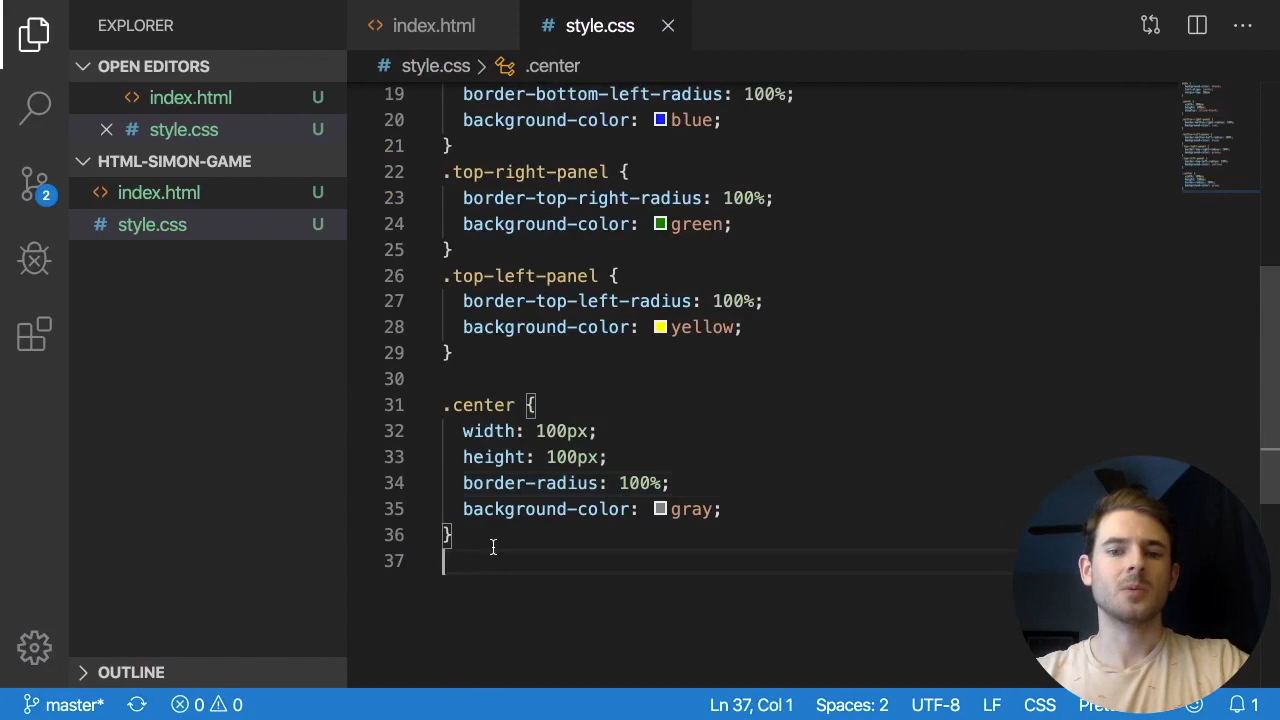 EXPLORER
OPEN EDITORS
index.html U
style.css U
HTML-SIMON-GAME
index.html U
style.css U
2
OUTLINE
index.html
style.css
style.css > .center
19 border-bottom-left-radius: 100%;
20 background-color: blue;
21 }
22 .top-right-panel {
23 border-top-right-radius: 100%;
24 background-color: green;
25 }
26 .top-left-panel {
27 border-top-left-radius: 100%;
28 background-color: yellow;
29 }
30
31 .center {
32 width: 100px;
33 height: 100px;
34 border-radius: 100%;
35 background-color: gray;
36 }
37
master* 0 0 Ln 37, Col 1 Spaces: 2 UTF-8 LF CSS 1